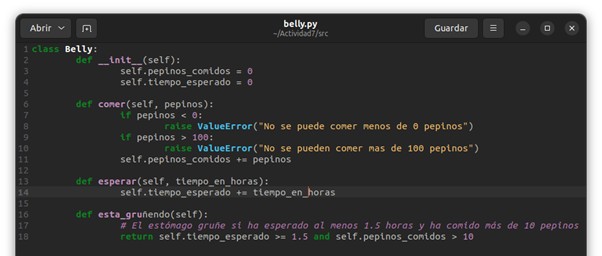 Abrir
belly.py
~/Actividad7/src
Guardar
1 class Belly:
2 def __init__(self):
3 self.pepinos_comidos = 0
4 self.tiempo_esperado = 0
5
6 def comer(self, pepinos):
7 if pepinos < 0:
8 raise ValueError("No se puede comer menos de 0 pepinos")
9 if pepinos > 100:
10 raise ValueError("No se pueden comer mas de 100 pepinos")
11 self.pepinos_comidos += pepinos
12
13 def esperar(self, tiempo_en_horas):
14 self.tiempo_esperado += tiempo_en_horas
15
16 def esta_gruñendo(self):
17 # El estómago gruñe si ha esperado al menos 1.5 horas y ha comido más de 10 pepinos
18 return self.tiempo_esperado >= 1.5 and self.pepinos_comidos > 10